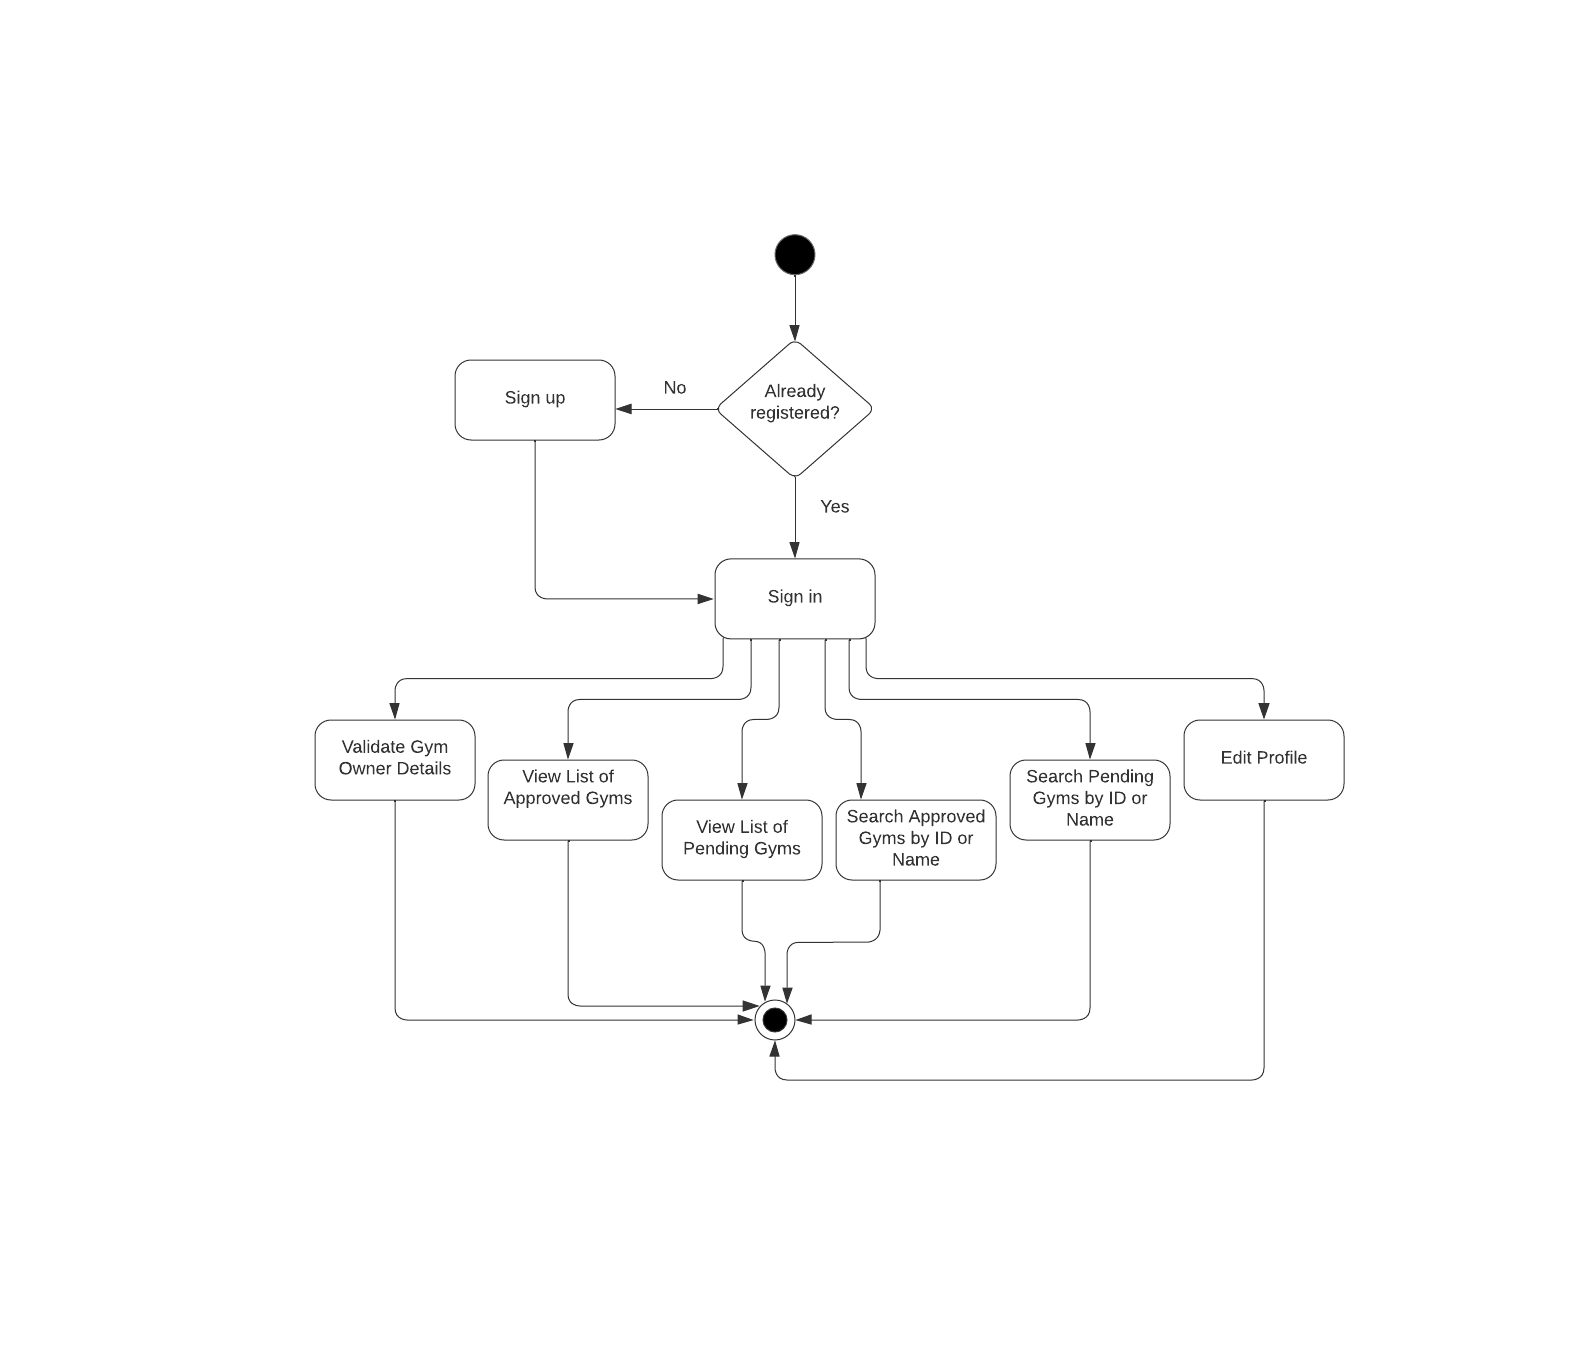 Already
registered?
No
Sign up
Yes
Sign in
Validate Gym
Owner Details
View List of
Approved Gyms
View List of
Pending Gyms
Search Approved
Gyms by ID or
Name
Search Pending
Gyms by ID or
Name
Edit Profile